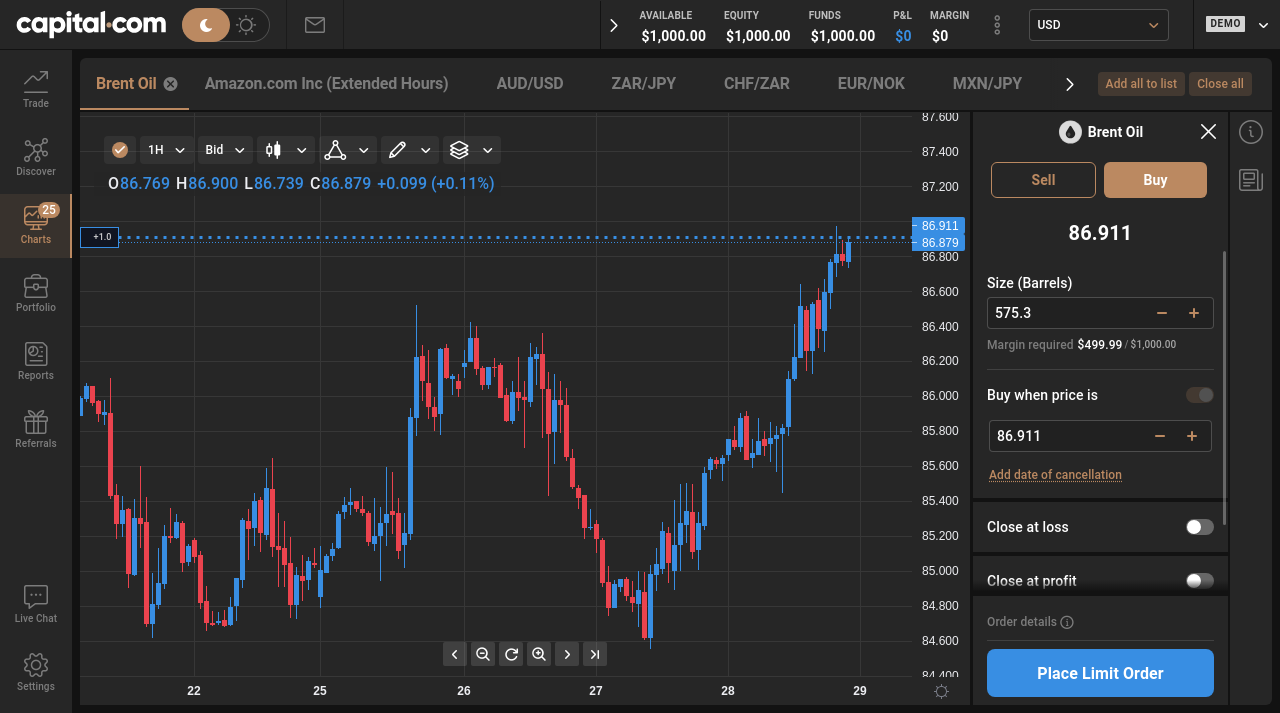 capital.com
AVAILABLE EQUITY FUNDS P&L MARGIN
$1,000.00 $1,000.00 $1,000.00 $0 $0
USD
DEMO
Brent Oil Amazon.com Inc (Extended Hours) AUD/USD ZAR/JPY CHF/ZAR EUR/NOK MXN/JPY Add all to list Close all
Trade
Discover
25
Charts
Portfolio
Reports
Referrals
Live Chat
Settings
1H Bid
O86.769 H86.900 L86.739 C86.879 +0.099 (+0.11%)
+1.0
87.600
87.400
87.200
86.911
86.879
86.800
86.600
86.400
86.200
86.000
85.800
85.600
85.400
85.200
85.000
84.800
84.600
84.400
22 25 26 27 28 29
Brent Oil
Sell Buy
86.911
Size (Barrels)
575.3
Margin required $499.99 / $1,000.00
Buy when price is
86.911
Add date of cancellation
Close at loss
Close at profit
Order details
Place Limit Order